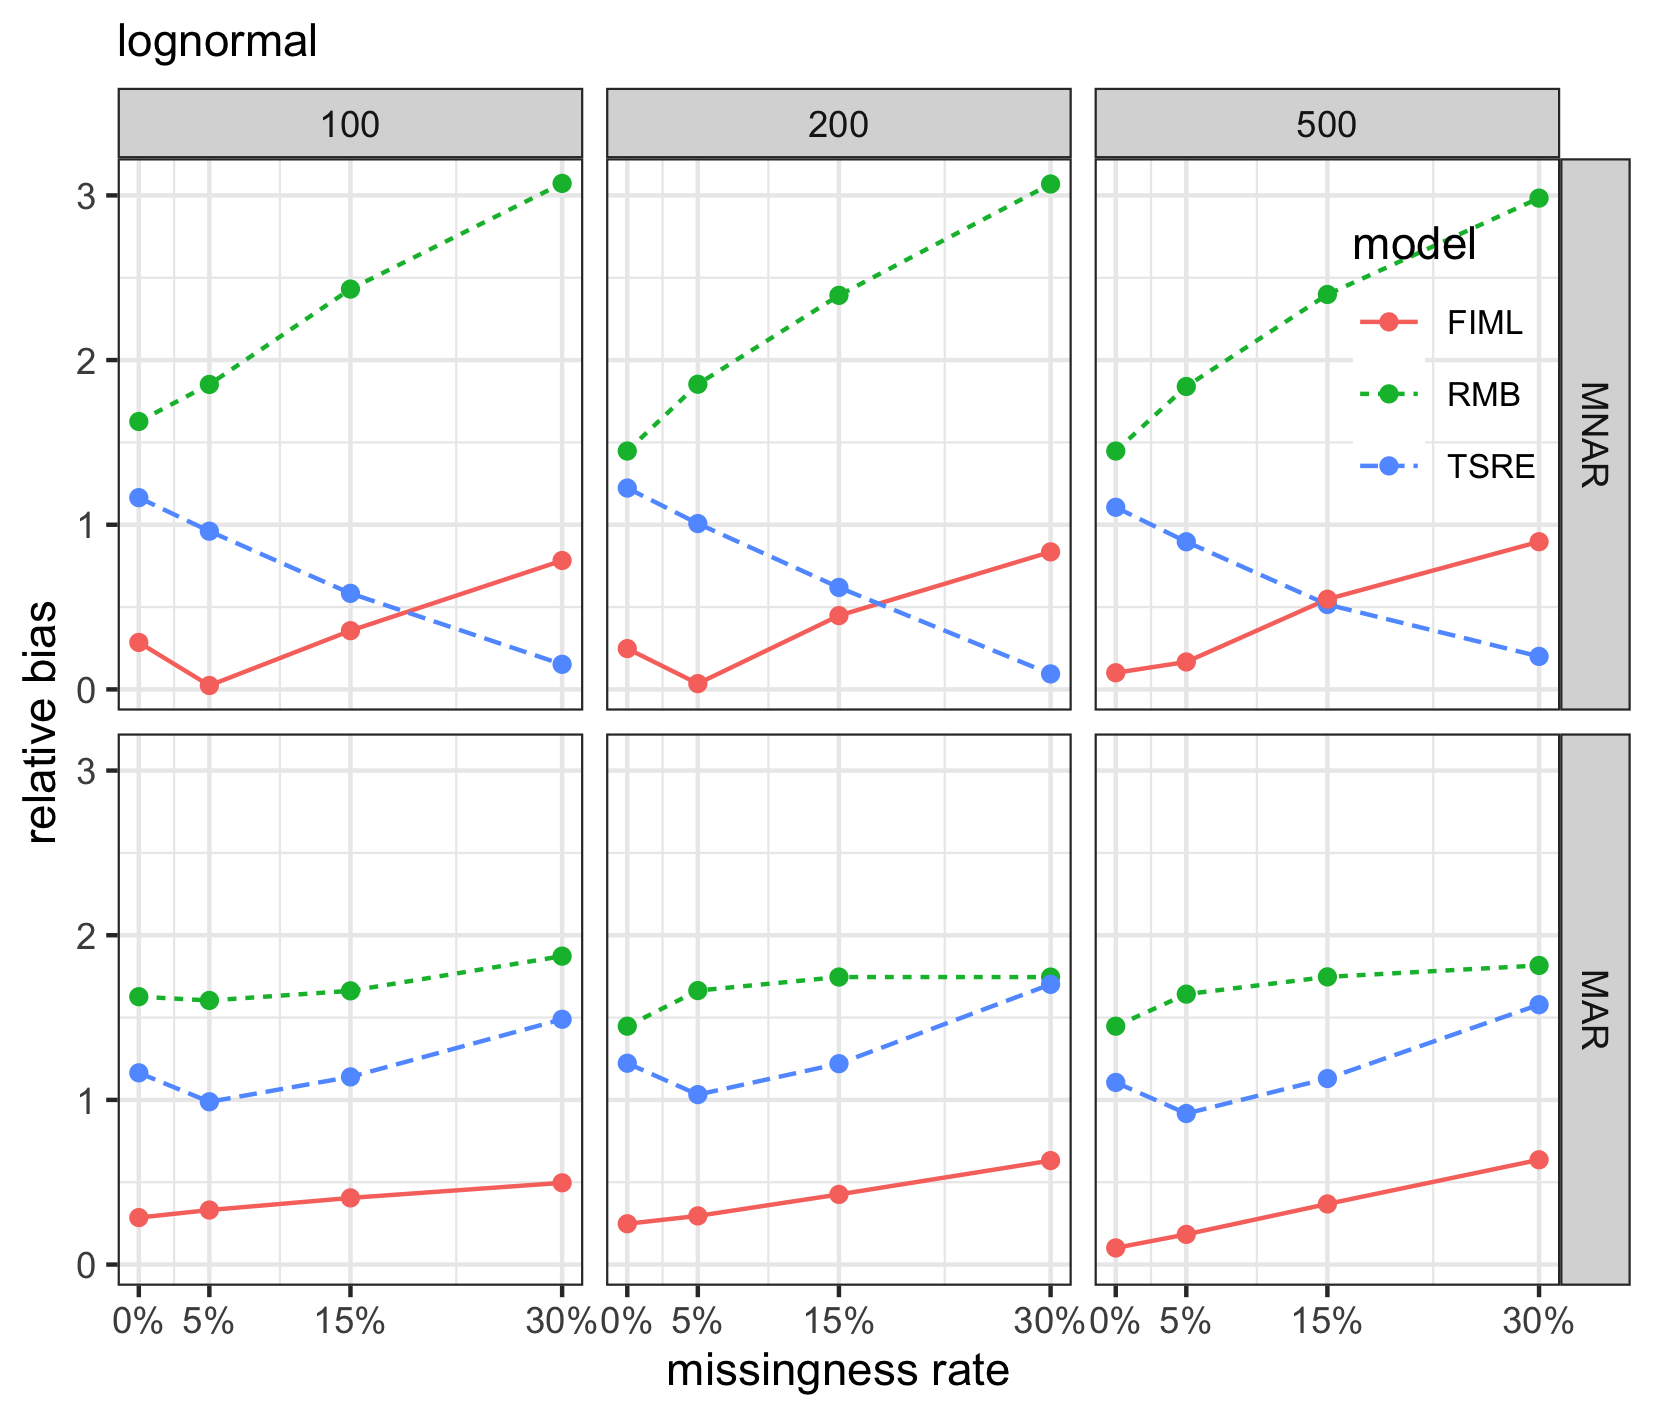 lognormal
100 200 500
3
2
1
0
MNAR
model
FIML
RMB
TSRE
relative bias
3
2
1
0
MAR
0% 5% 15% 30% 0% 5% 15% 30% 0% 5% 15% 30%
missingness rate